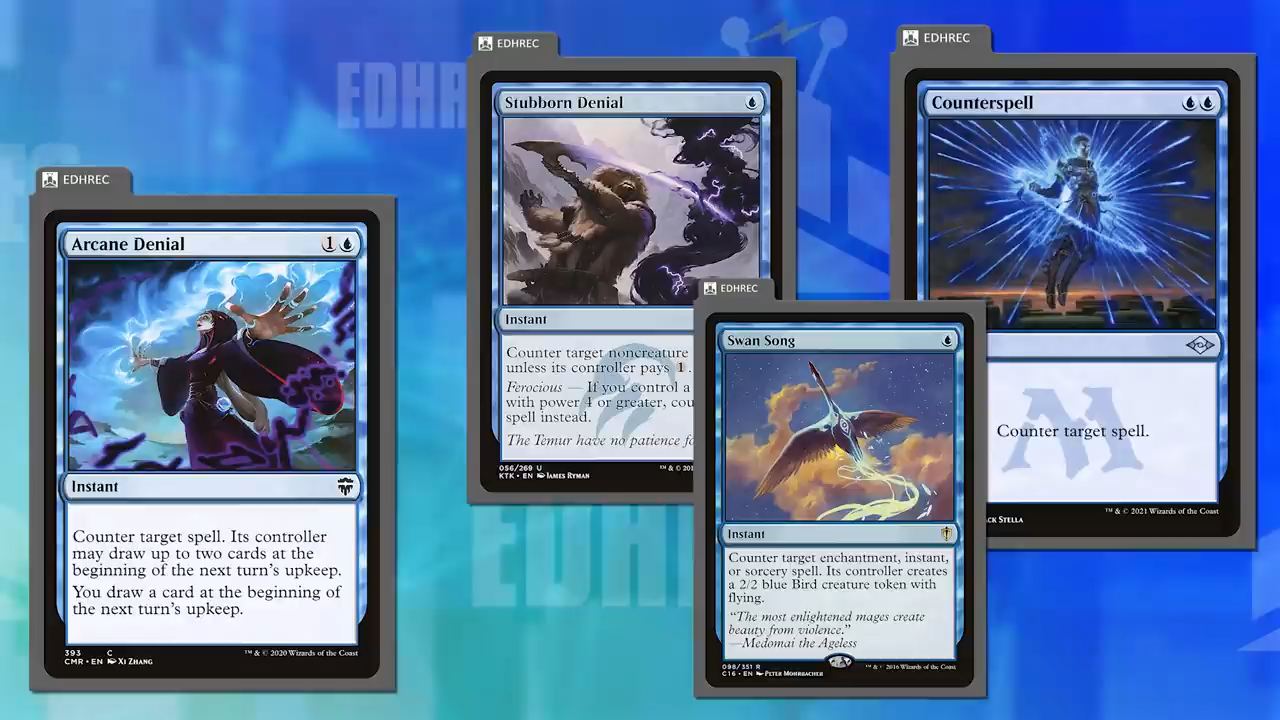 EDHREC
Arcane Denial 1
Instant
Counter target spell. Its controller
may draw up to two cards at the
beginning of the next turn's upkeep.
You draw a card at the beginning of
the next turn's upkeep.
393 C
CMR • EN Xi Zhang
™ & © 2020 Wizards of the Coast
EDHREC
Stubborn Denial
Instant
Counter target noncreature
unless its controller pays 1.
Ferocious — If you control a
with power 4 or greater, cou
spell instead.
The Temur have no patience fo
056/269 U
KTK • EN James Ryman
™ & © 201
EDHREC
Swan Song
Instant
Counter target enchantment, instant,
or sorcery spell. Its controller creates
a 2/2 blue Bird creature token with
flying.
"The most enlightened mages create
beauty from violence."
—Medomai the Ageless
098/351 R
C16 • EN Peter Mohrbacher
™ & © 2016 Wizards of the Coast
EDHREC
Counterspell
Counter target spell.
ACK STELLA
™ & © 2021 Wizards of the Coast
EDHR
EDHR